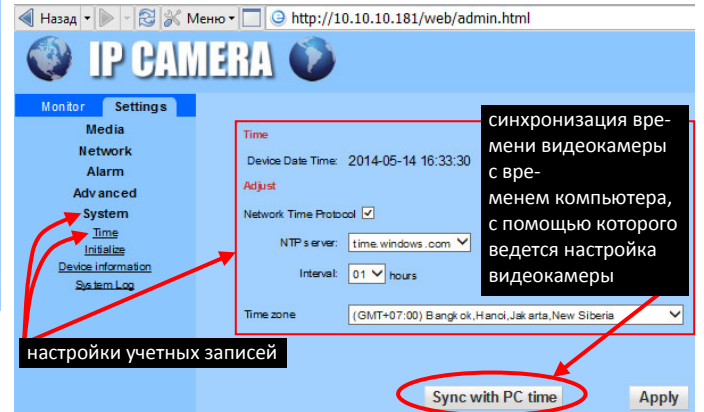 Назад Меню http://10.10.10.181/web/admin.html
IP CAMERA
Monitor Settings
Media
Network
Alarm
Advanced
System
Time
Initialize
Device information
System Log
Time
Device Date Time: 2014-05-14 16:33:30
Adjust
Network Time Protocol
NTP server: time.windows.com
Interval: 01 hours
Time zone (GMT+07:00) Bangkok,Hanoi,Jakarta,New Siberia
синхронизация вре-
мени видеокамеры
с вре-
менем компьютера,
с помощью которого
ведется настройка
видеокамеры
настройки учетных записей
Sync with PC time Apply